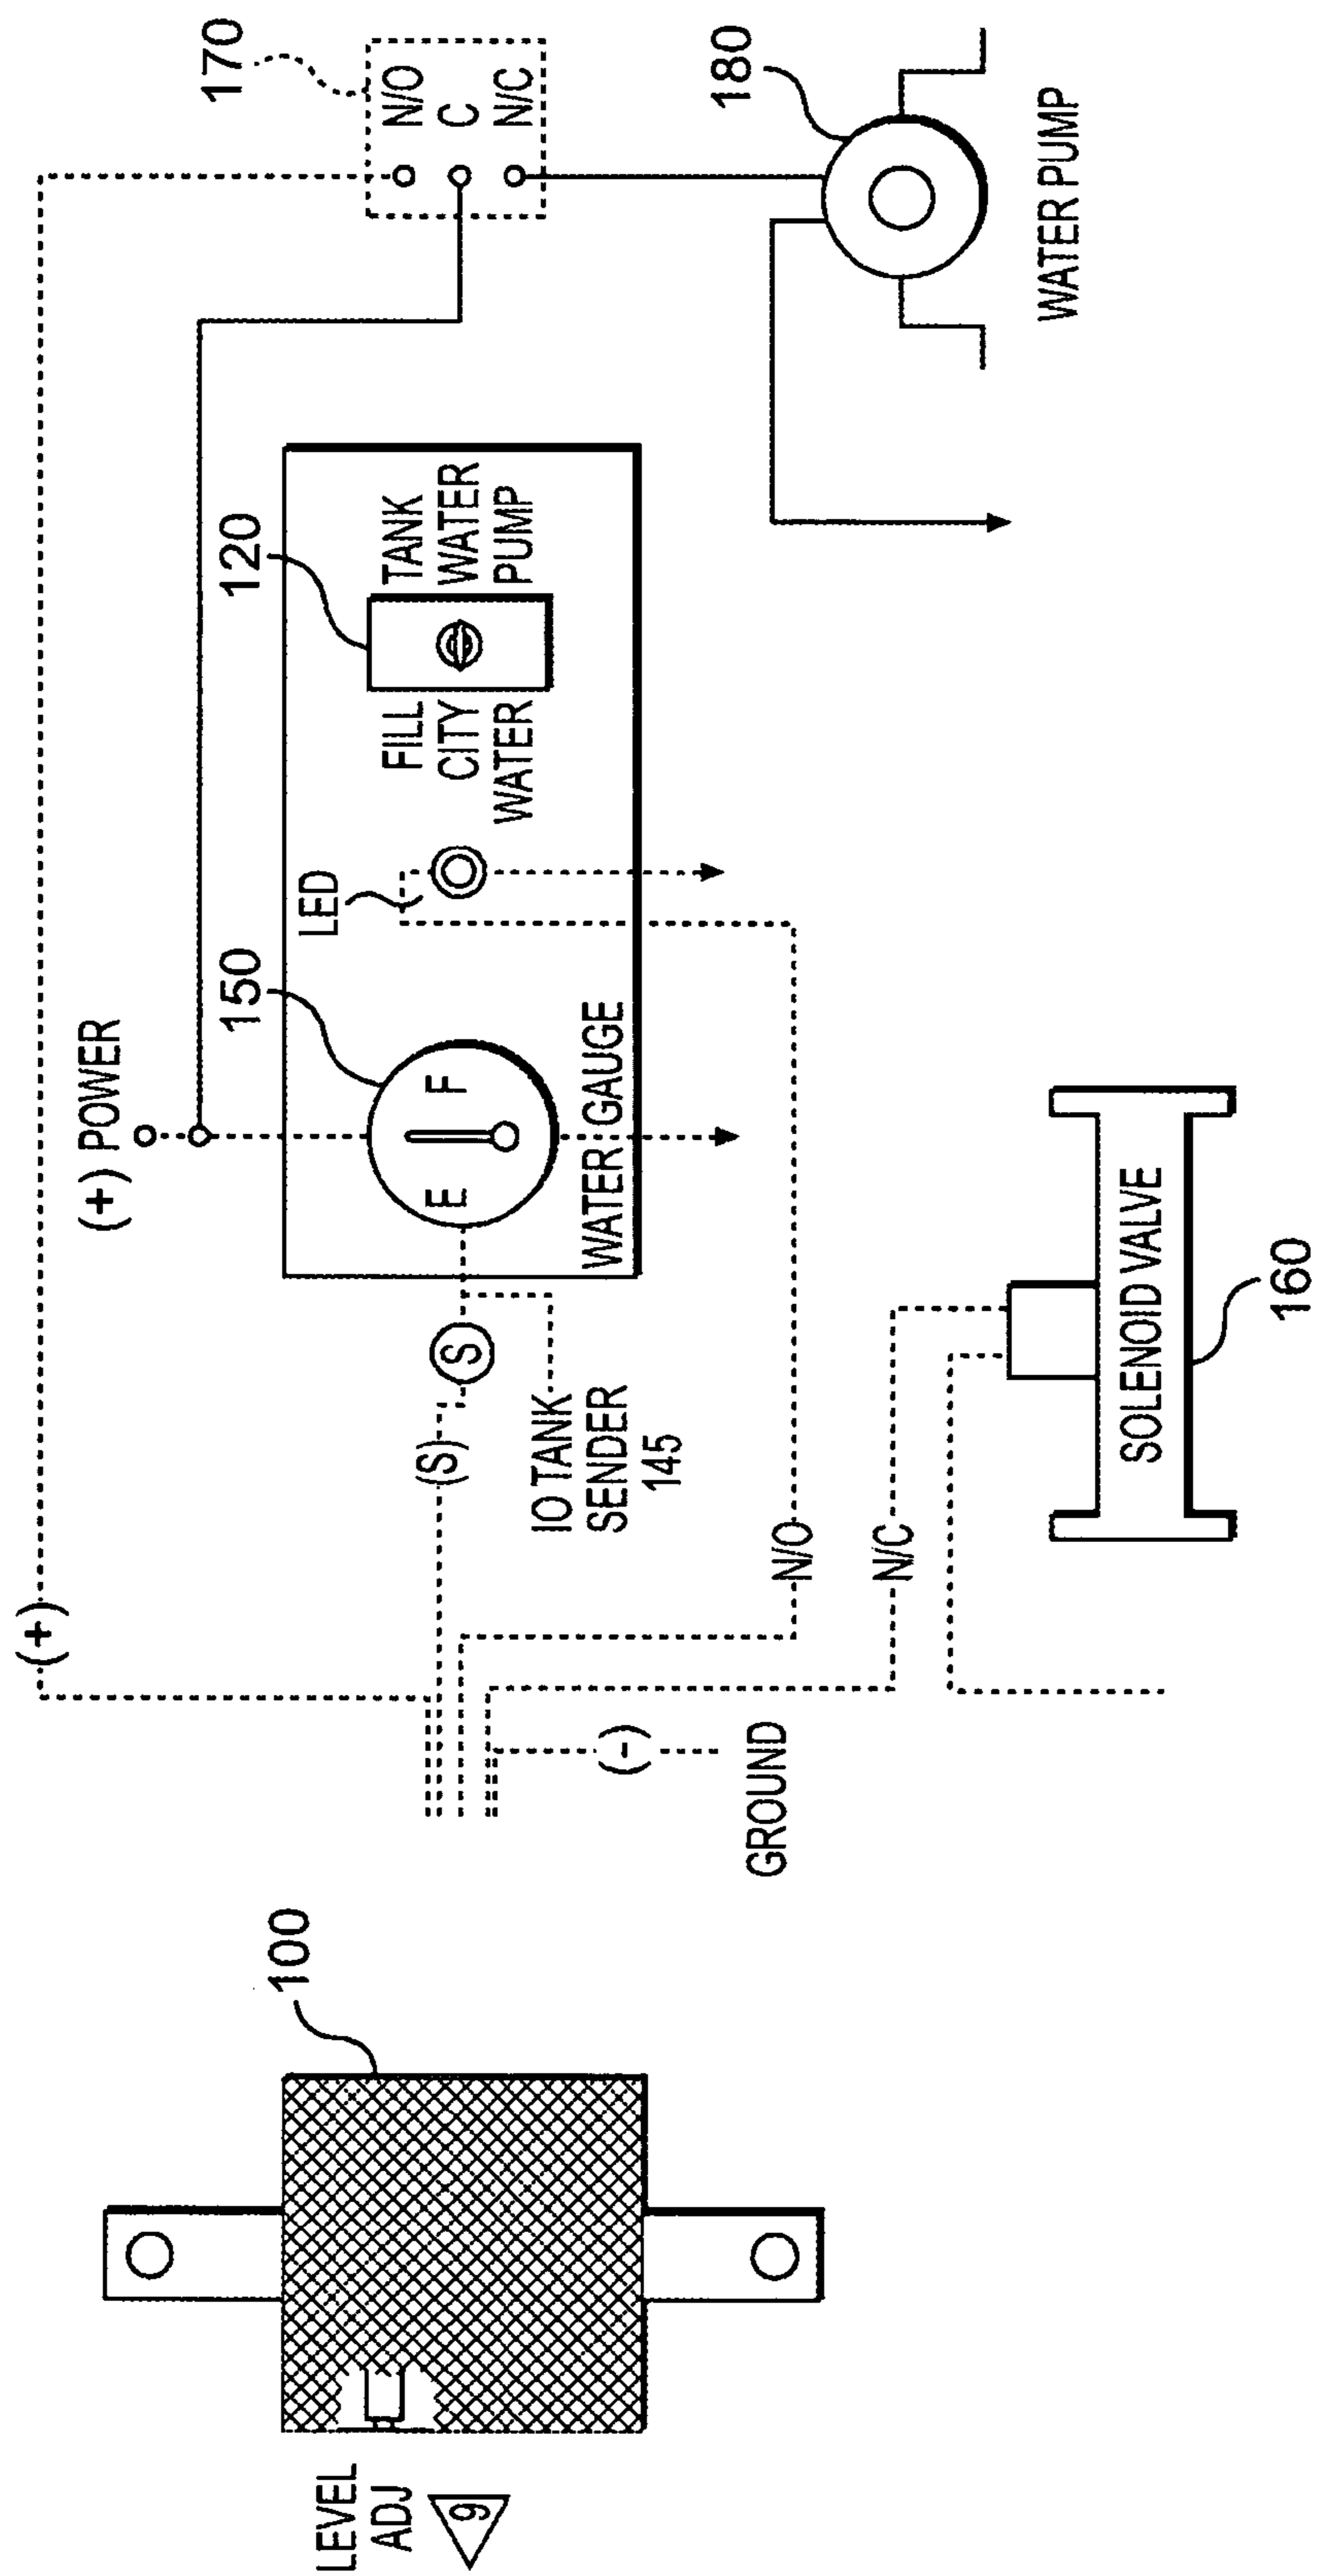 LEVEL
ADJ
9
100
(+)
(+) POWER
150
LED
120
170
N/O
C
N/C
E F
FILL
CITY
WATER
TANK
WATER
PUMP
WATER GAUGE
(S)
S
IO TANK
SENDER
145
N/O
N/C
(-)
GROUND
SOLENOID VALVE
160
180
WATER PUMP